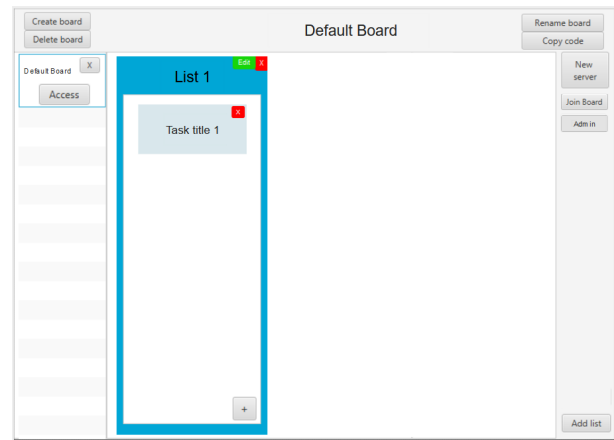 Create board
Delete board
Default Board
Rename board
Copy code
Default Board
X
Access
Edit
X
List 1
X
Task title 1
+
New
server
Join Board
Admin
Add list